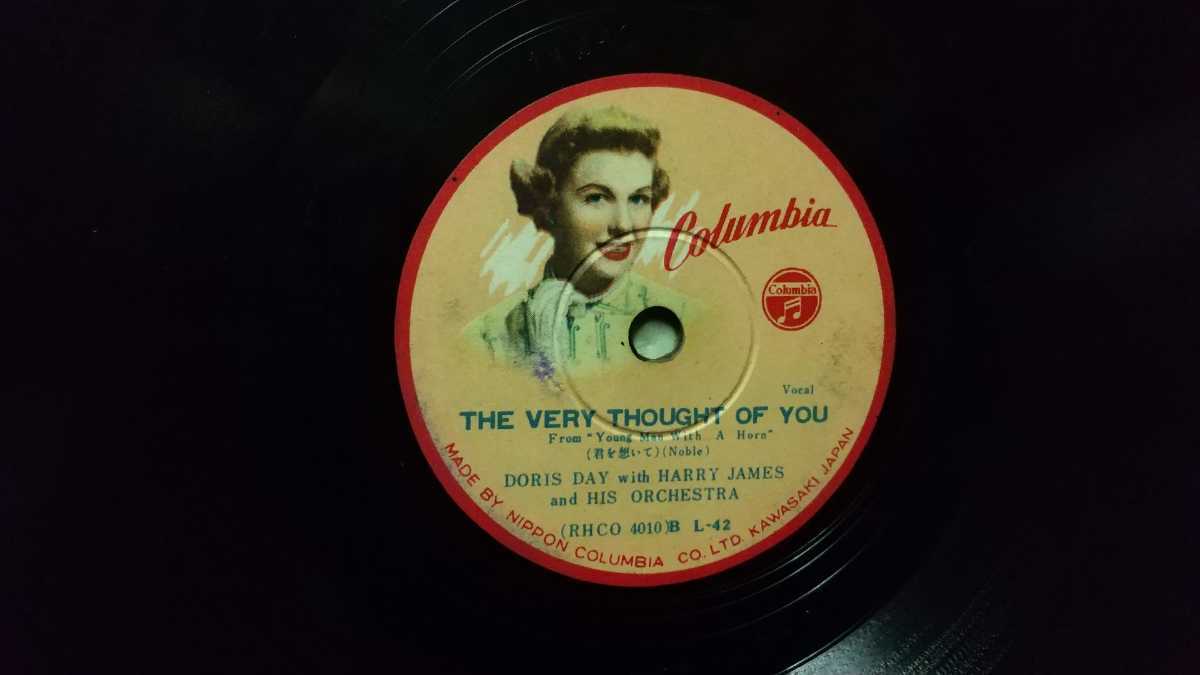 Columbia
Columbia
Vocal
THE VERY THOUGHT OF YOU
From "Young Man With A Horn"
(君を想いて)(Noble)
DORIS DAY with HARRY JAMES
and HIS ORCHESTRA
(RHCO 4010)B L-42
MADE BY NIPPON COLUMBIA CO., LTD. KAWASAKI JAPAN